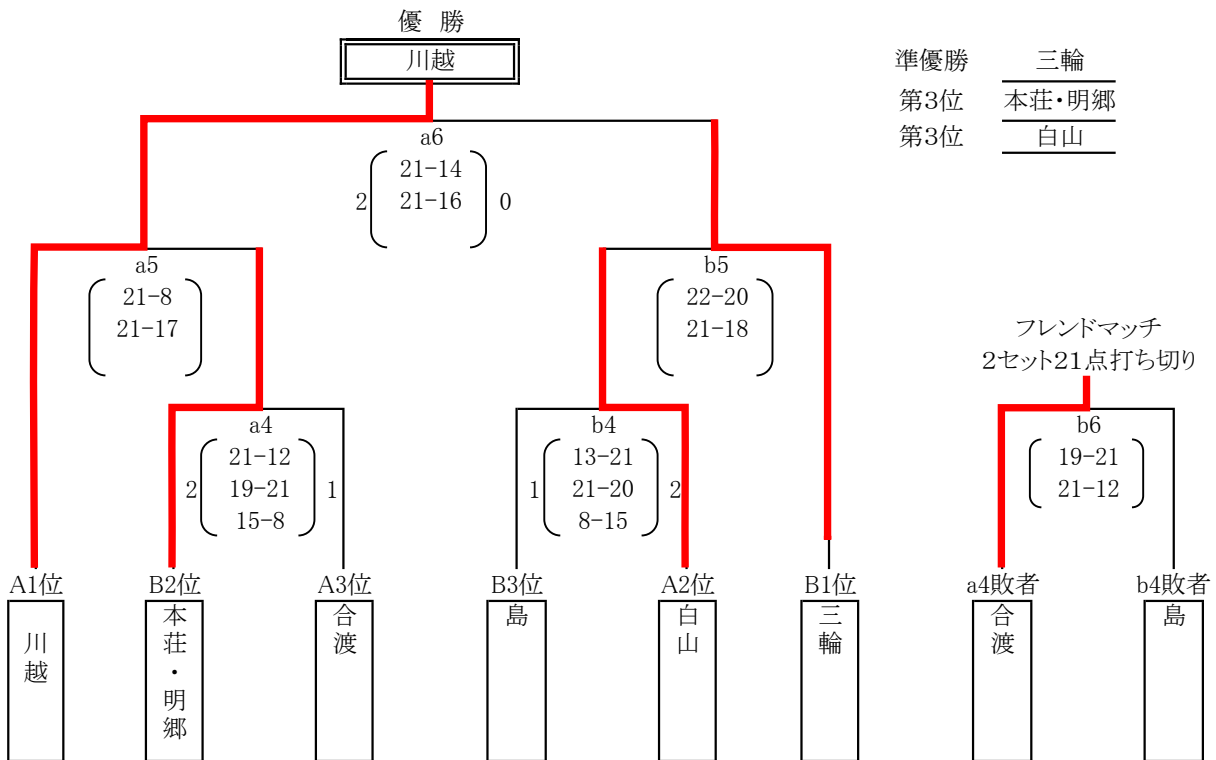 優 勝
川越
準優勝 三輪
第3位 本荘・明郷
第3位 白山
a6
21-14
2 21-16 0
a5
21-8
21-17
b5
22-20
21-18
フレンドマッチ
2セット21点打ち切り
a4
21-12
2 19-21 1
15-8
b4
13-21
1 21-20 2
8-15
b6
19-21
21-12
A1位 B2位 A3位 B3位 A2位 B1位 a4敗者 b4敗者
川越
本荘・明郷
合渡
島
白山
三輪
合渡
島